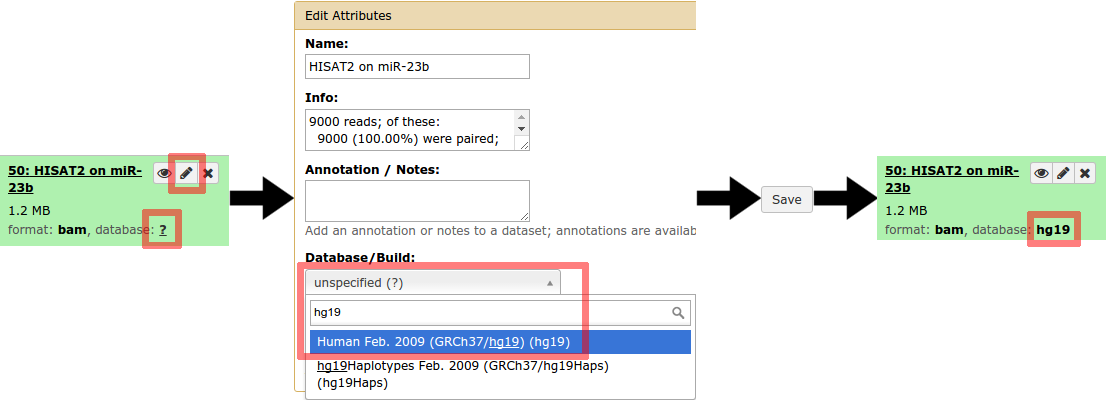 50: HISAT2 on miR-
23b
1.2 MB
format: bam, database: ?
Edit Attributes
Name:
HISAT2 on miR-23b
Info:
9000 reads; of these:
9000 (100.00%) were paired;
Annotation / Notes:
Add an annotation or notes to a dataset; annotations are availa
Database/Build:
unspecified (?)
hg19
Human Feb. 2009 (GRCh37/hg19) (hg19)
hg19Haplotypes Feb. 2009 (GRCh37/hg19Haps)
(hg19Haps)
Save
50: HISAT2 on miR-
23b
1.2 MB
format: bam, database: hg19